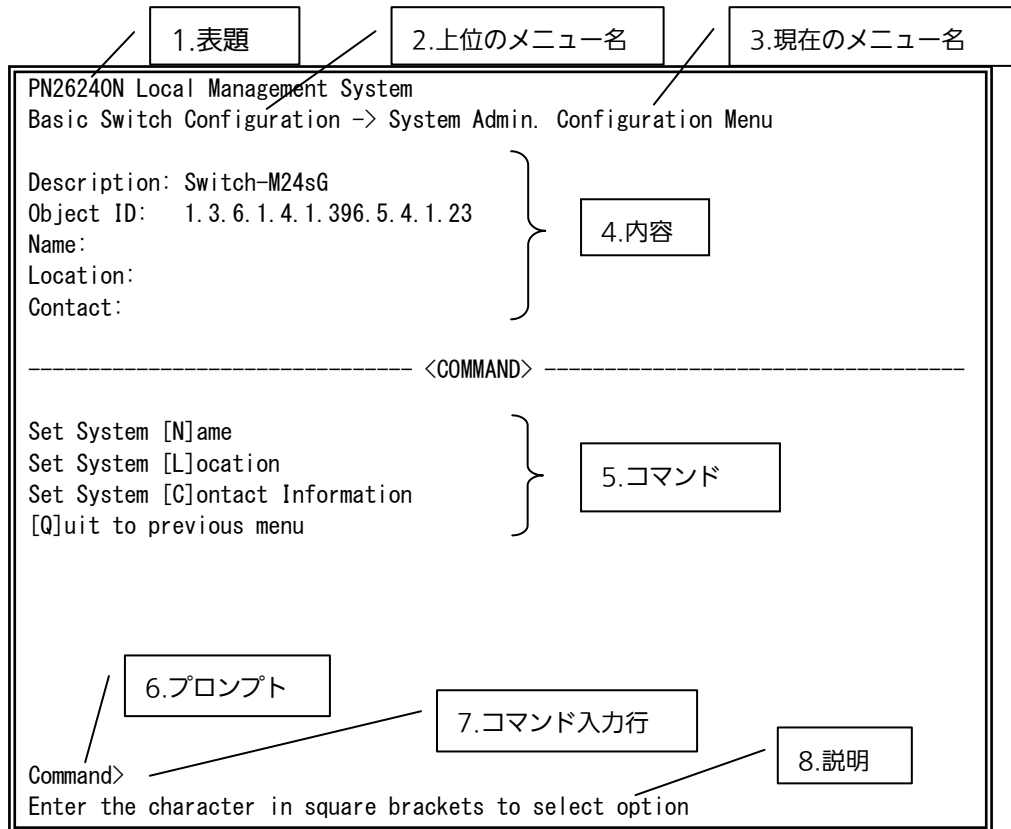 1.表題
2.上位のメニュー名
3.現在のメニュー名
PN26240N Local Management System
Basic Switch Configuration -> System Admin. Configuration Menu
Description: Switch-M24sG
Object ID: 1.3.6.1.4.1.396.5.4.1.23
Name:
Location:
Contact:
4.内容
-------------------------------- <COMMAND> -----------------------------------
Set System [N]ame
Set System [L]ocation
Set System [C]ontact Information
[Q]uit to previous menu
5.コマンド
6.プロンプト
7.コマンド入力行
8.説明
Command>
Enter the character in square brackets to select option